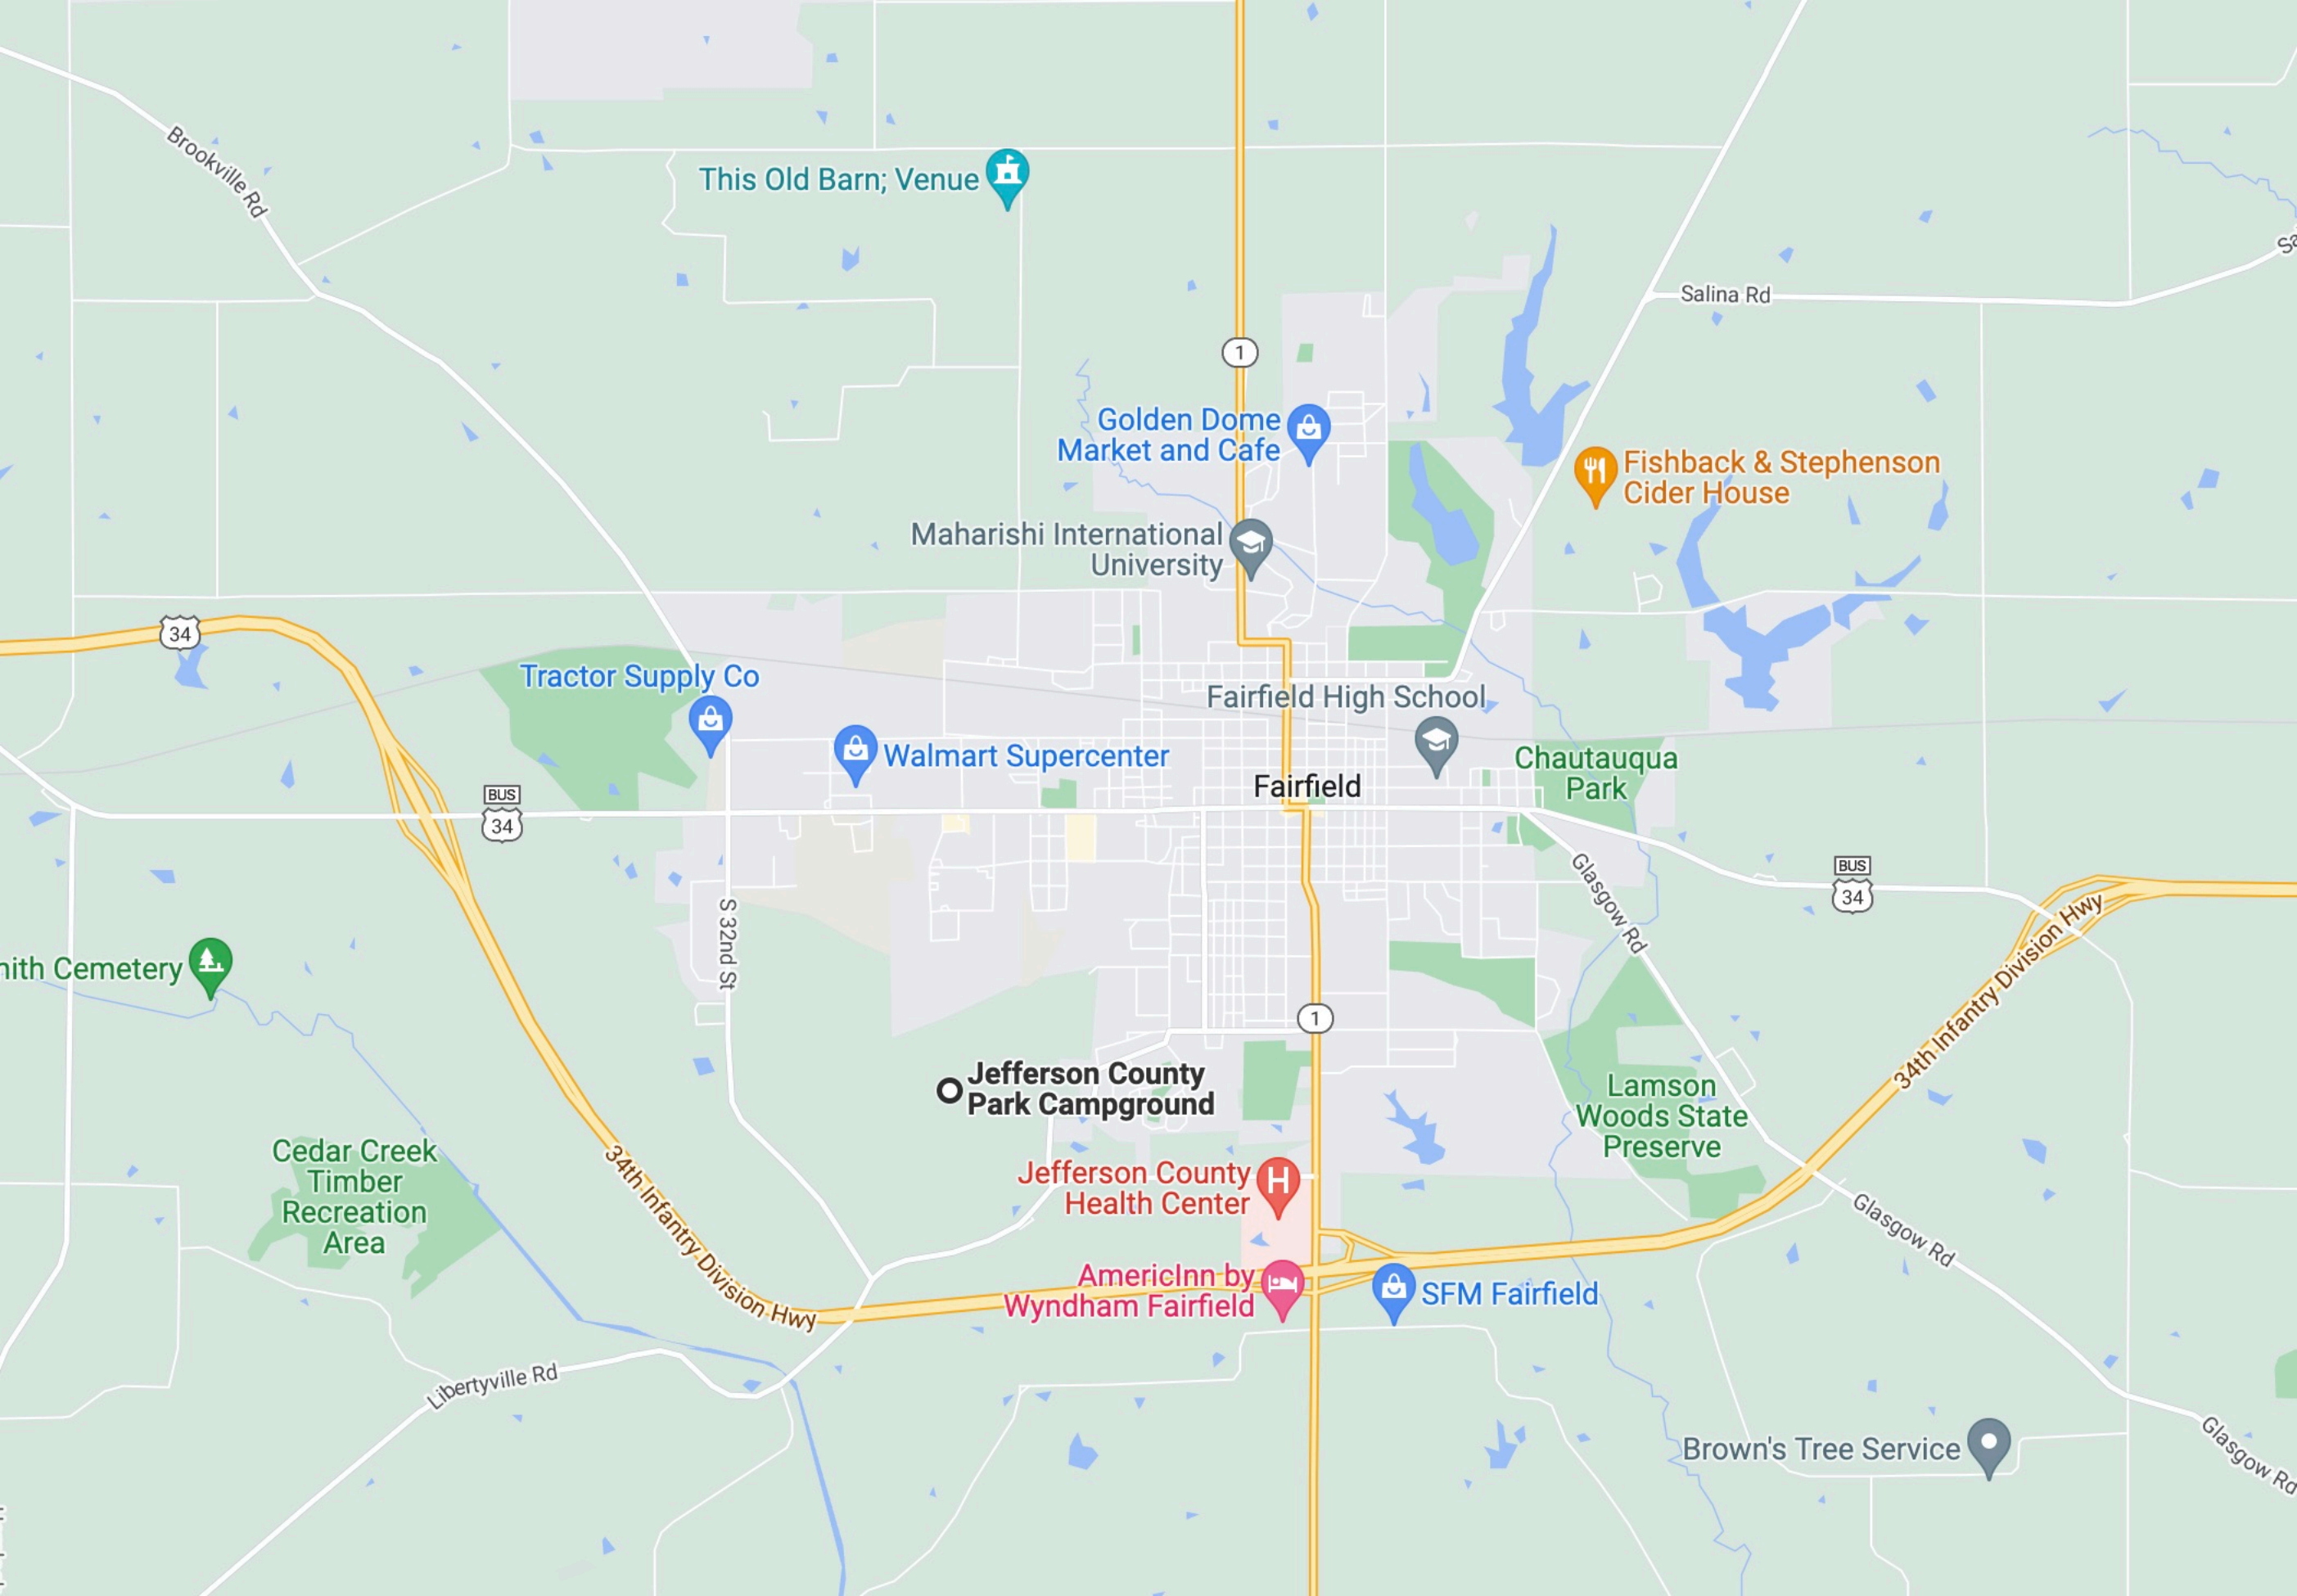 Brookville Rd
This Old Barn; Venue
Salina Rd
1
Golden Dome
Market and Cafe
Fishback & Stephenson
Cider House
Maharishi International
University
34
Tractor Supply Co
Fairfield High School
Walmart Supercenter
Chautauqua
Park
Fairfield
BUS
34
Glasgow Rd
BUS
34
34th Infantry Division Hwy
S 32nd St
nith Cemetery
1
Jefferson County
Park Campground
Lamson
Woods State
Preserve
Cedar Creek
Timber
Recreation
Area
34th Infantry Division Hwy
Jefferson County
Health Center
H
Glasgow Rd
AmericInn by
Wyndham Fairfield
SFM Fairfield
Libertyville Rd
Brown's Tree Service
Glasgow Rd